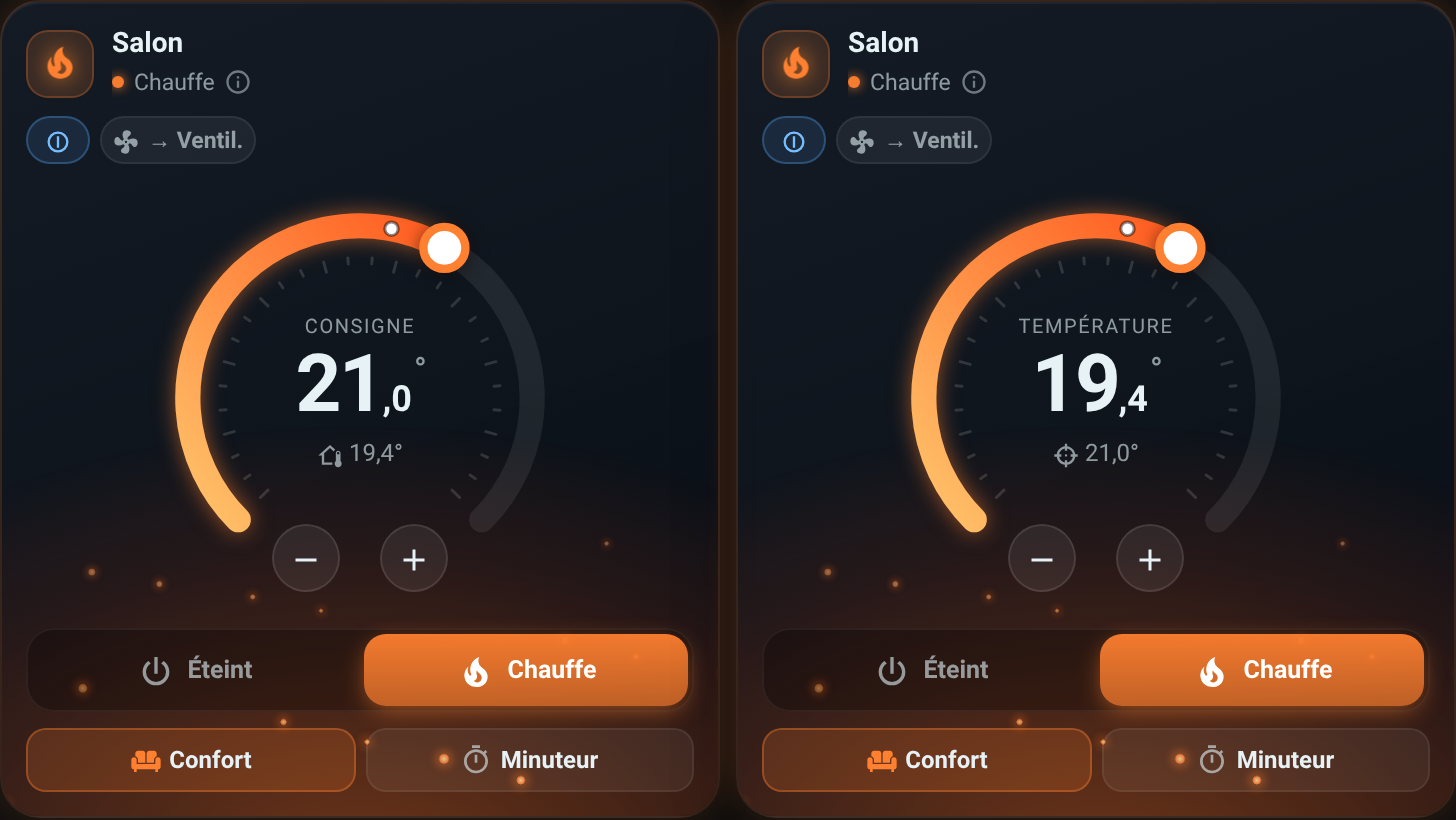 Salon
Chauffe
→ Ventil.
CONSIGNE
21,0°
19,4°
− +
Éteint Chauffe
Confort Minuteur
Salon
Chauffe
→ Ventil.
TEMPÉRATURE
19,4°
21,0°
− +
Éteint Chauffe
Confort Minuteur